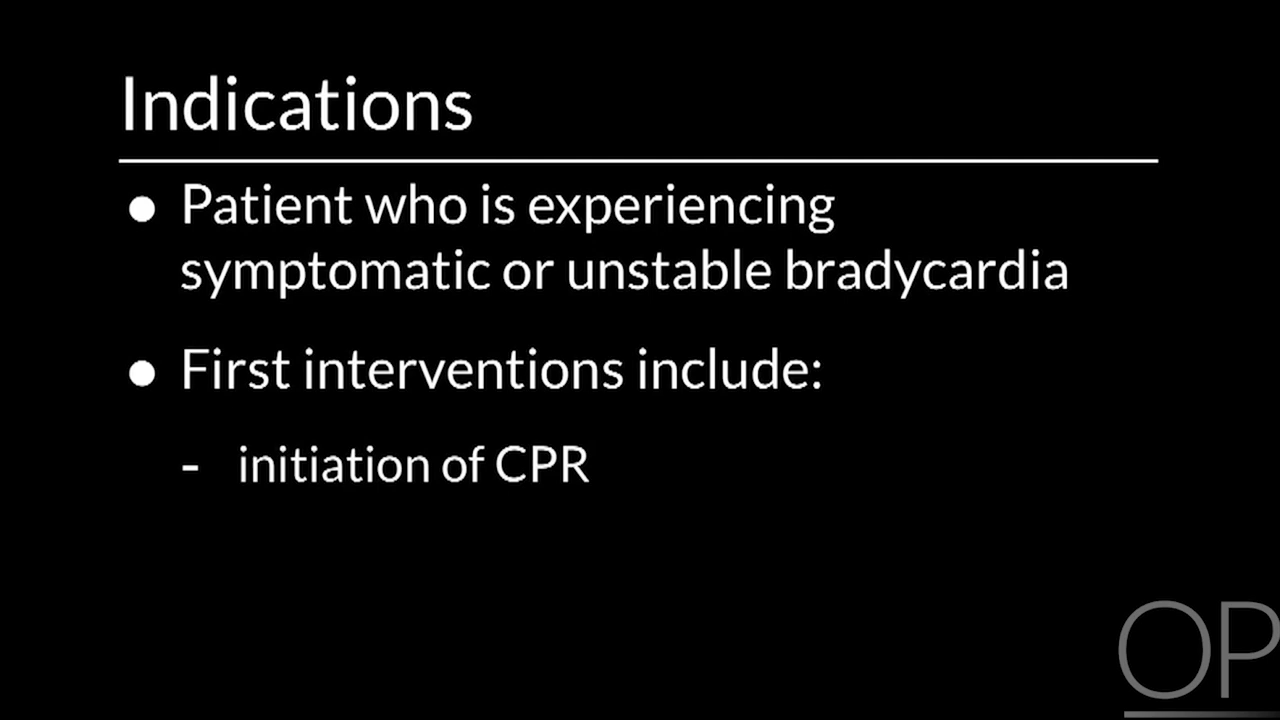 Indications
● Patient who is experiencing
symptomatic or unstable bradycardia
● First interventions include:
- initiation of CPR
OP